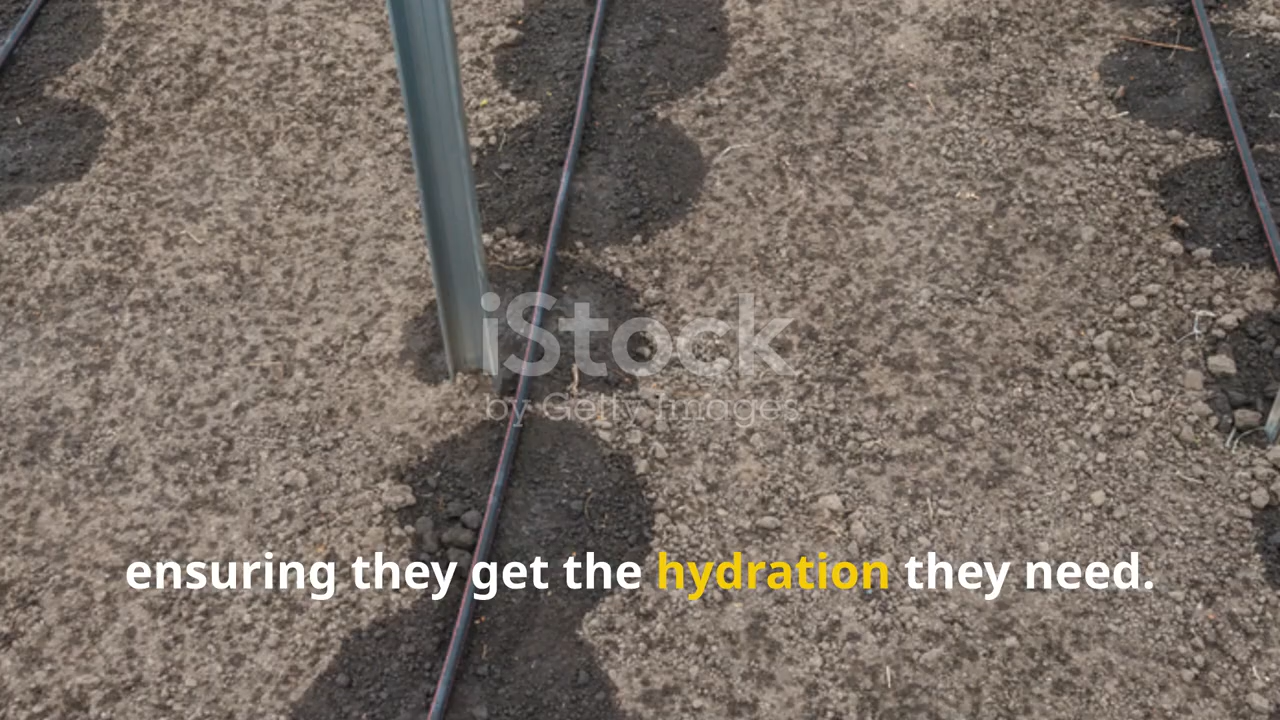 iStock
by Getty Images
ensuring they get the hydration they need.